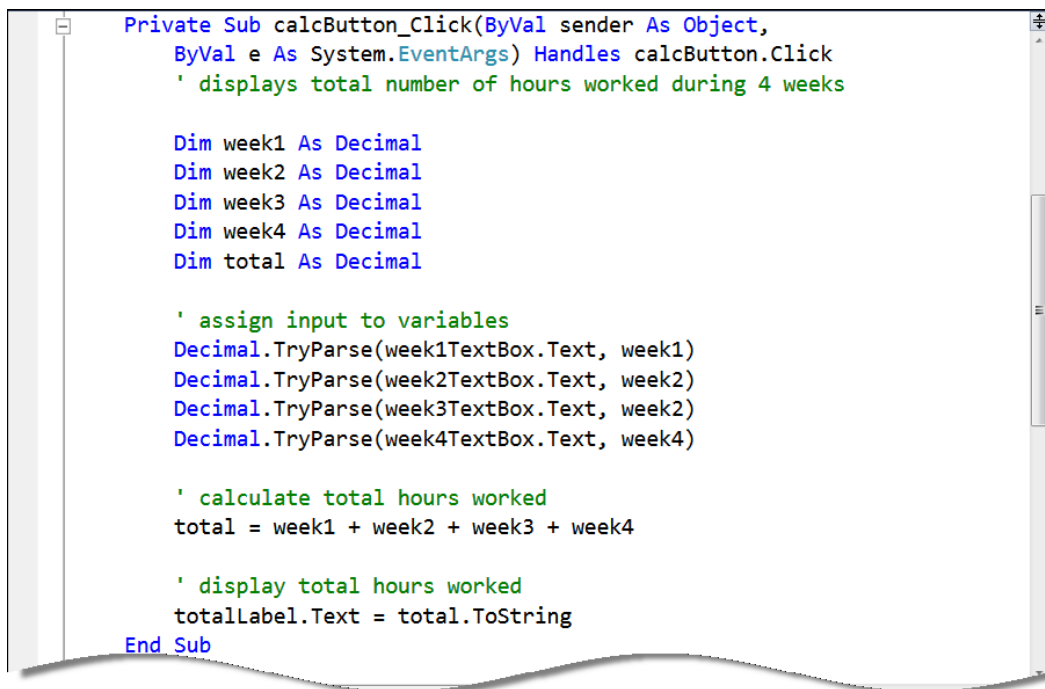 Private Sub calcButton_Click(ByVal sender As Object,
ByVal e As System.EventArgs) Handles calcButton.Click
' displays total number of hours worked during 4 weeks
Dim week1 As Decimal
Dim week2 As Decimal
Dim week3 As Decimal
Dim week4 As Decimal
Dim total As Decimal
' assign input to variables
Decimal.TryParse(week1TextBox.Text, week1)
Decimal.TryParse(week2TextBox.Text, week2)
Decimal.TryParse(week3TextBox.Text, week2)
Decimal.TryParse(week4TextBox.Text, week4)
' calculate total hours worked
total = week1 + week2 + week3 + week4
' display total hours worked
totalLabel.Text = total.ToString
End Sub